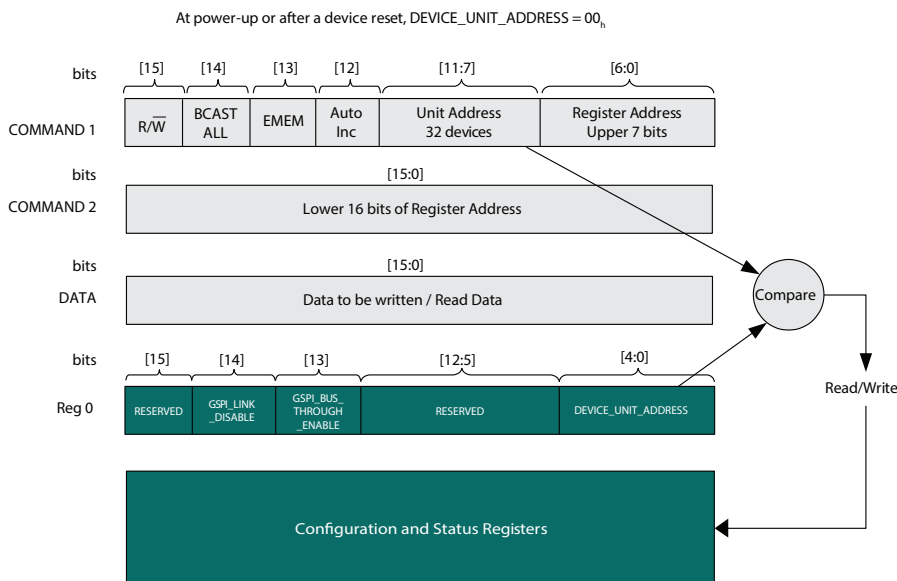 At power-up or after a device reset, DEVICE_UNIT_ADDRESS = 00h
bits [15] [14] [13] [12] [11:7] [6:0]
COMMAND 1
R/W̅
BCAST
ALL
EMEM
Auto
Inc
Unit Address
32 devices
Register Address
Upper 7 bits
bits [15:0]
COMMAND 2
Lower 16 bits of Register Address
bits [15:0]
DATA
Data to be written / Read Data
Compare
bits [15] [14] [13] [12:5] [4:0]
Read/Write
Reg 0
RESERVED
GSPI_LINK
_DISABLE
GSPI_BUS_
THROUGH
_ENABLE
RESERVED
DEVICE_UNIT_ADDRESS
Configuration and Status Registers